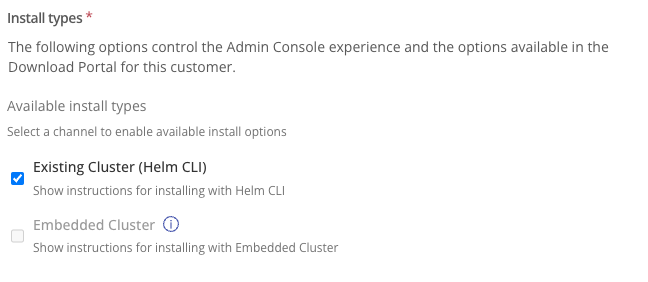 Install types *
The following options control the Admin Console experience and the options available in the
Download Portal for this customer.
Available install types
Select a channel to enable available install options
Existing Cluster (Helm CLI)
Show instructions for installing with Helm CLI
Embedded Cluster
Show instructions for installing with Embedded Cluster